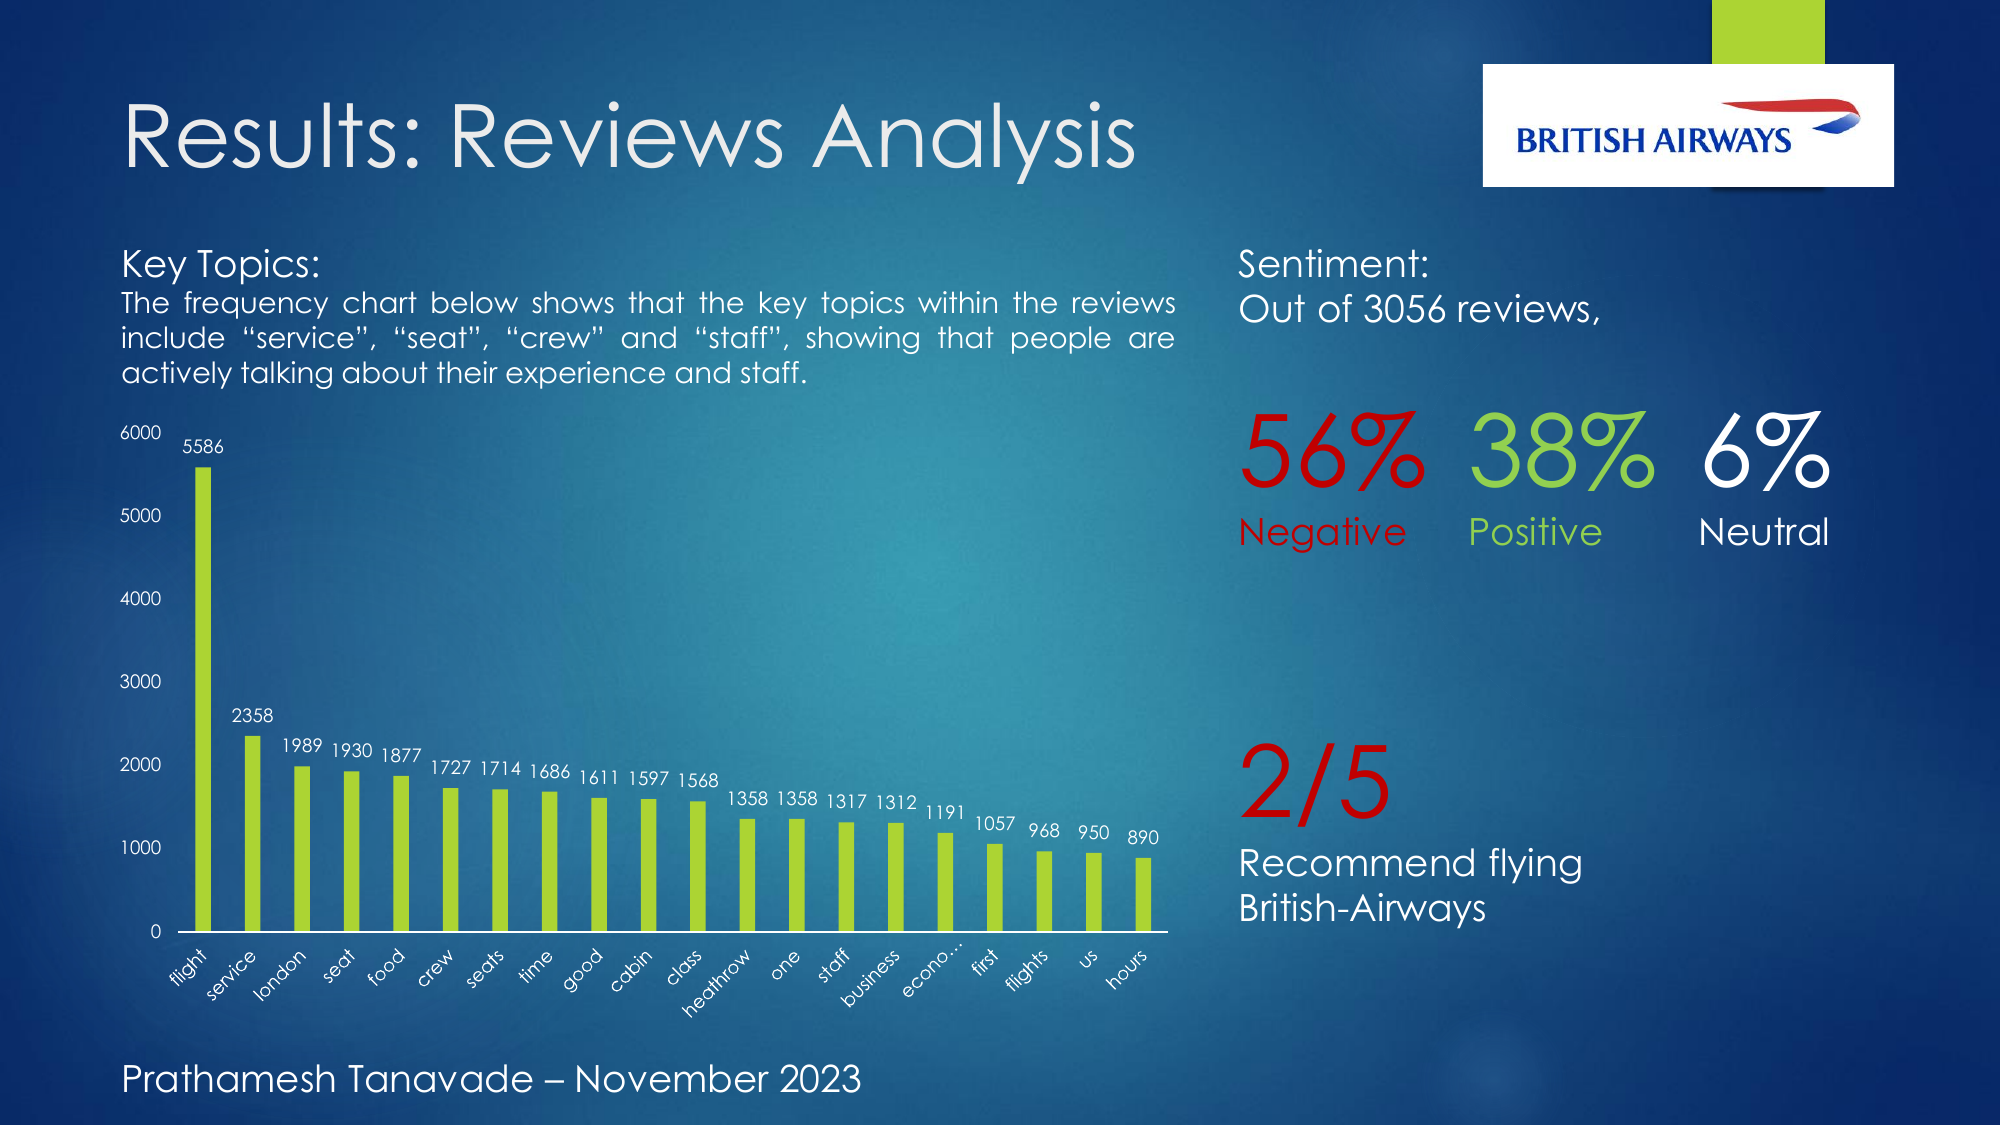 Results: Reviews Analysis
BRITISH AIRWAYS
Key Topics:
The frequency chart below shows that the key topics within the reviews
include “service”, “seat”, “crew” and “staff”, showing that people are
actively talking about their experience and staff.
6000
5000
4000
3000
2000
1000
0
5586
2358
1989
1930
1877
1727
1714
1686
1611
1597
1568
1358
1358
1317
1312
1191
1057
968
950
890
flight
service
london
seat
food
crew
seats
time
good
cabin
class
heathrow
one
staff
business
econo...
first
flights
us
hours
Sentiment:
Out of 3056 reviews,
56% 38% 6%
Negative Positive Neutral
2/5
Recommend flying
British-Airways
Prathamesh Tanavade – November 2023